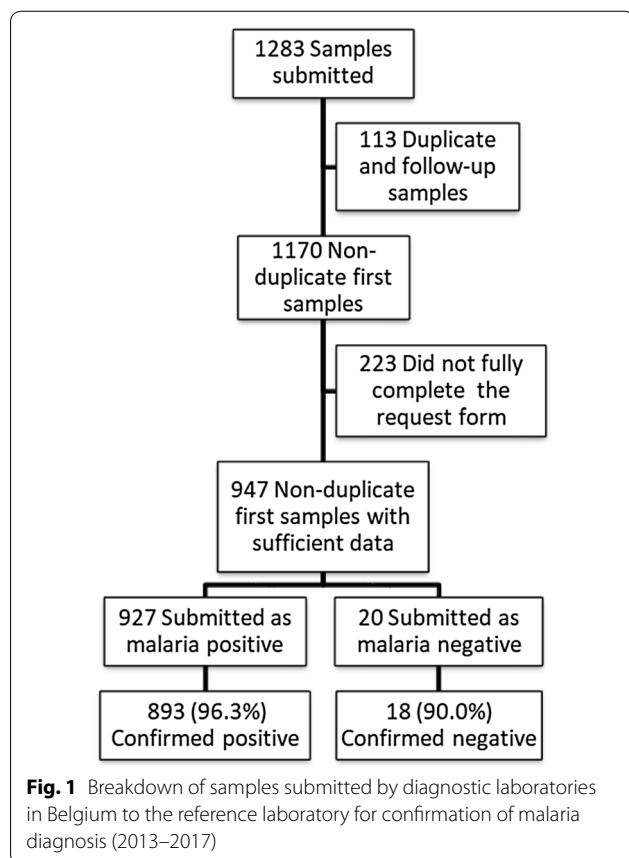 1283 Samples
submitted
113 Duplicate
and follow-up
samples
1170 Non-
duplicate first
samples
223 Did not fully
complete the
request form
947 Non-duplicate
first samples with
sufficient data
927 Submitted as
malaria positive
20 Submitted as
malaria negative
893 (96.3%)
Confirmed positive
18 (90.0%)
Confirmed negative
Fig. 1 Breakdown of samples submitted by diagnostic laboratories
in Belgium to the reference laboratory for confirmation of malaria
diagnosis (2013–2017)